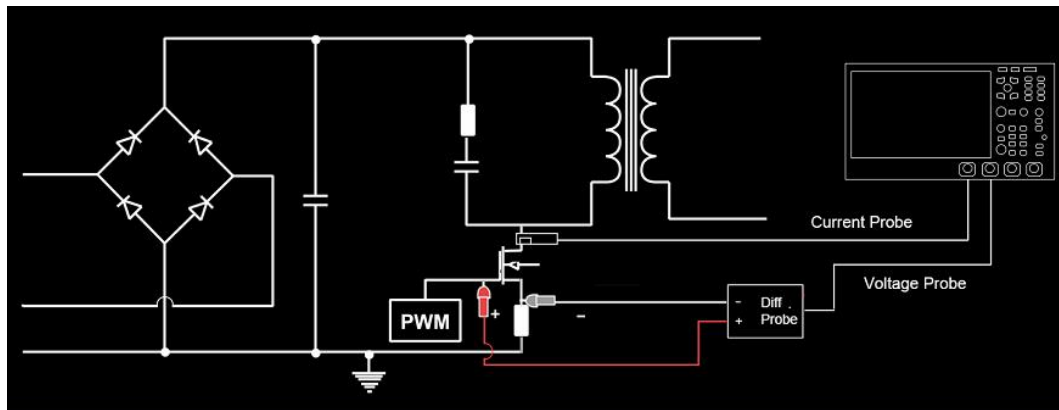 Current Probe
Voltage Probe
PWM
+
−
− Diff .
+ Probe